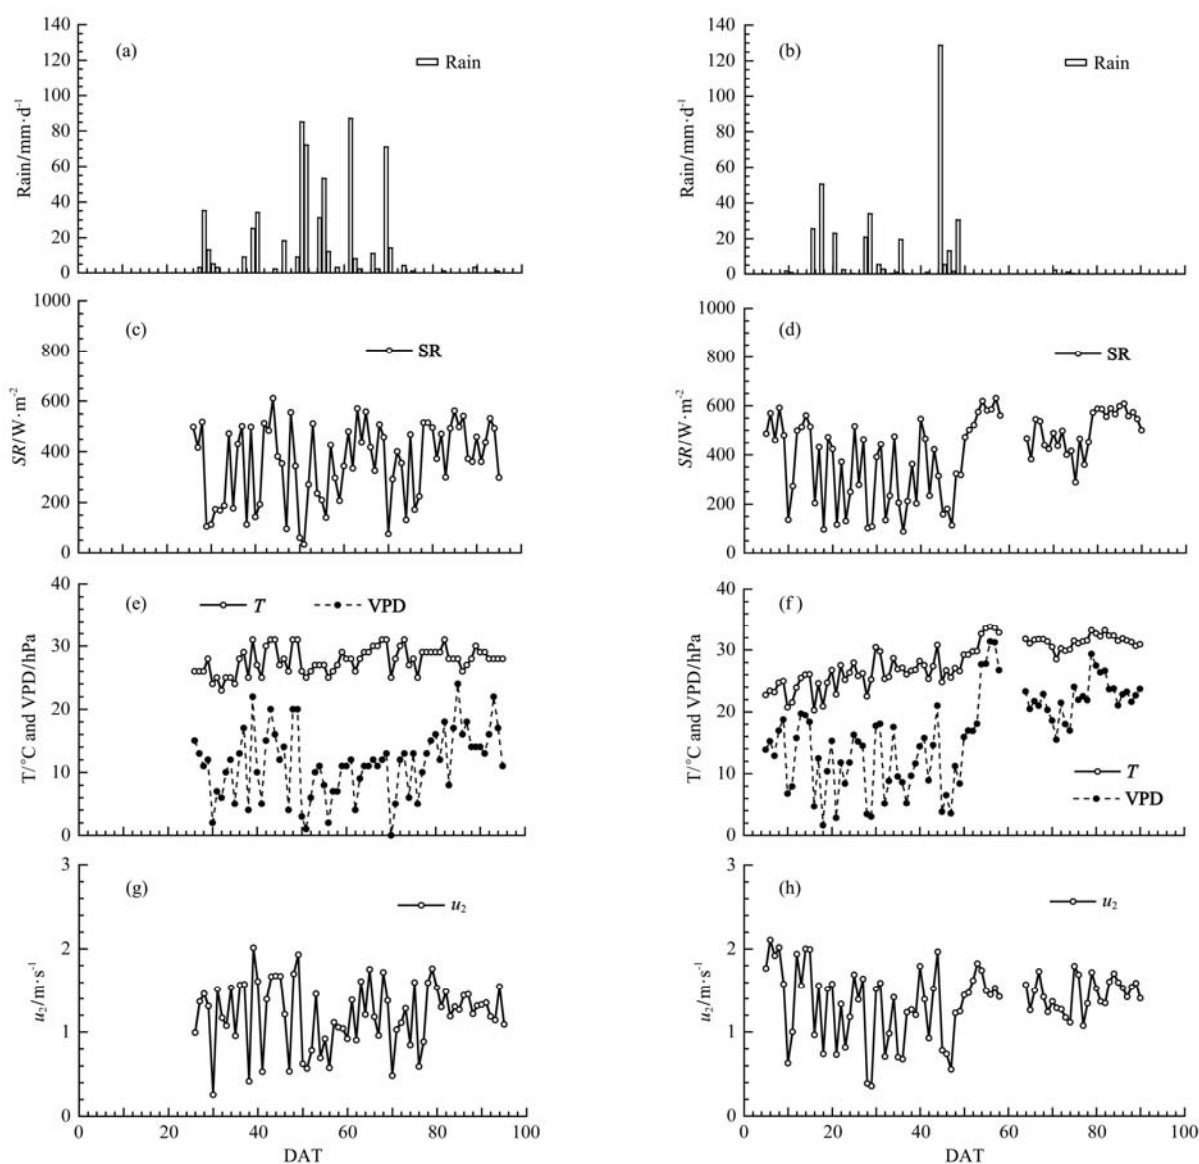 (a)
Rain
Rain/mm·d⁻¹
140
120
100
80
60
40
20
0
(b)
Rain
Rain/mm·d⁻¹
140
120
100
80
60
40
20
0
(c)
SR
SR/W·m⁻²
1000
800
600
400
200
0
(d)
SR
SR/W·m⁻²
1000
800
600
400
200
0
(e)
T
VPD
T/°C and VPD/hPa
40
30
20
10
0
(f)
T
VPD
T/°C and VPD/hPa
40
30
20
10
0
(g)
u₂
u₂/m·s⁻¹
3
2
1
0
0 20 40 60 80 100
DAT
(h)
u₂
u₂/m·s⁻¹
3
2
1
0
0 20 40 60 80 100
DAT